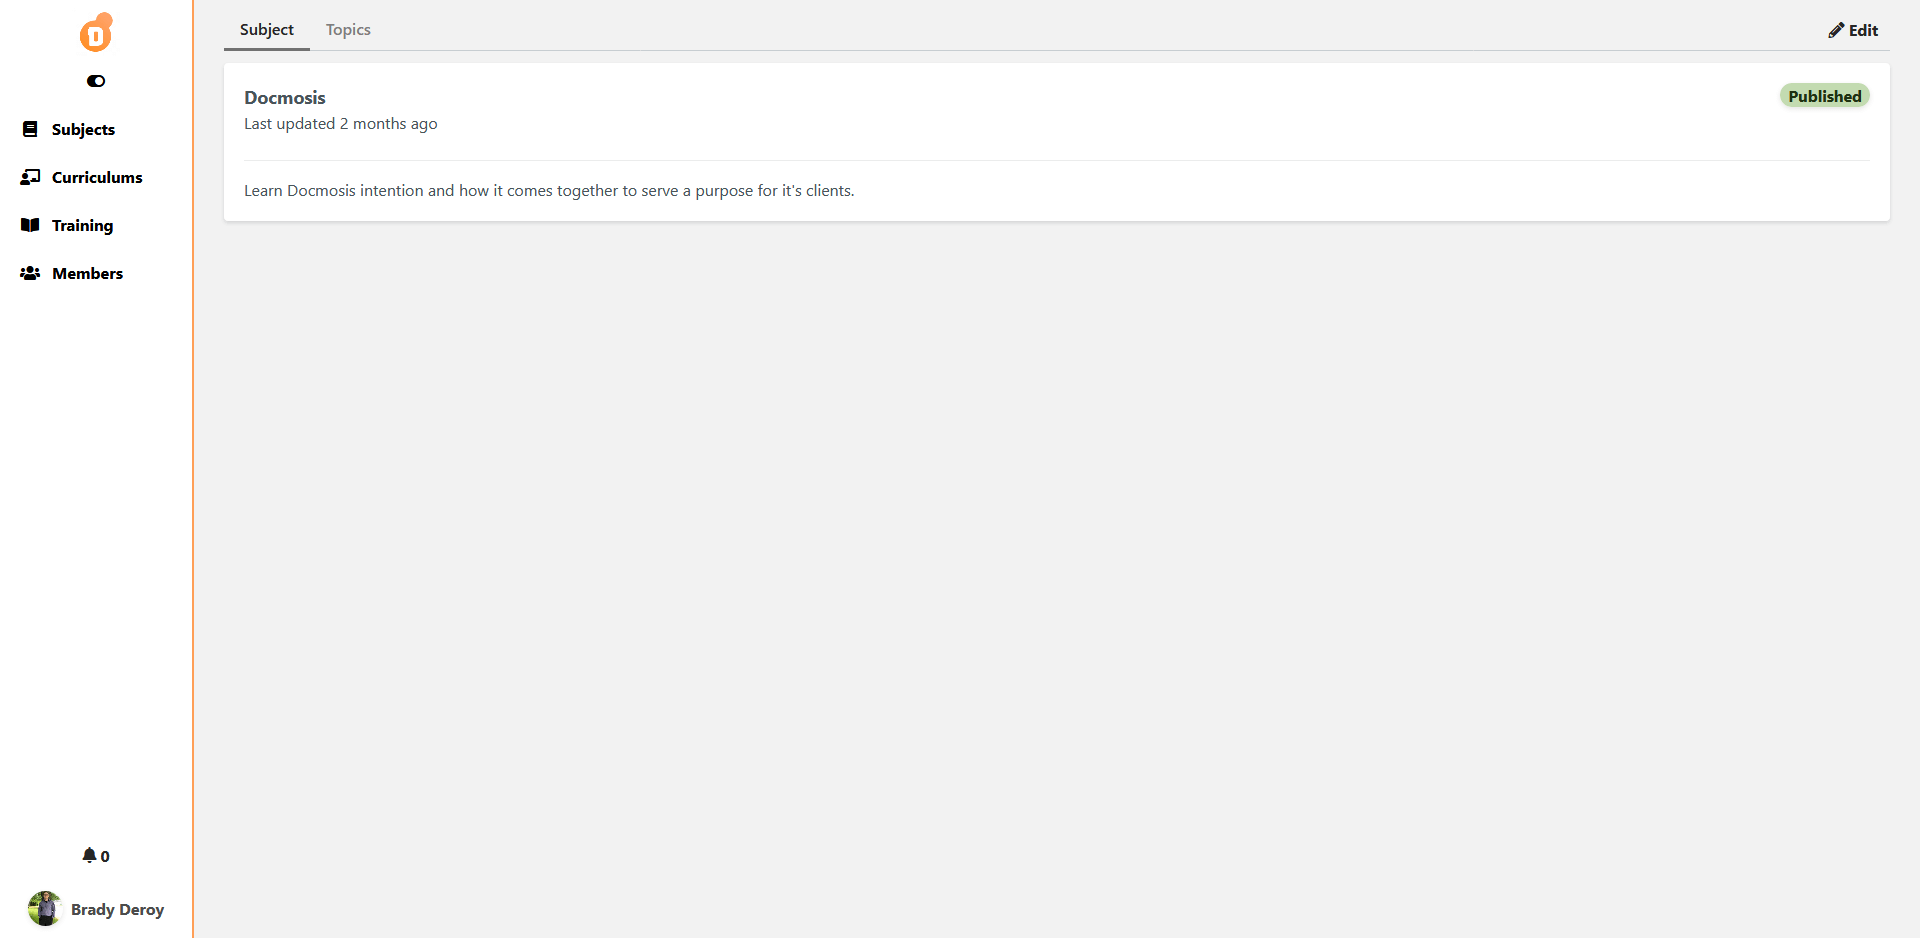 Subject Topics Edit
Subjects
Curriculums
Training
Members
Docmosis Published
Last updated 2 months ago
Learn Docmosis intention and how it comes together to serve a purpose for it's clients.
0
Brady Deroy